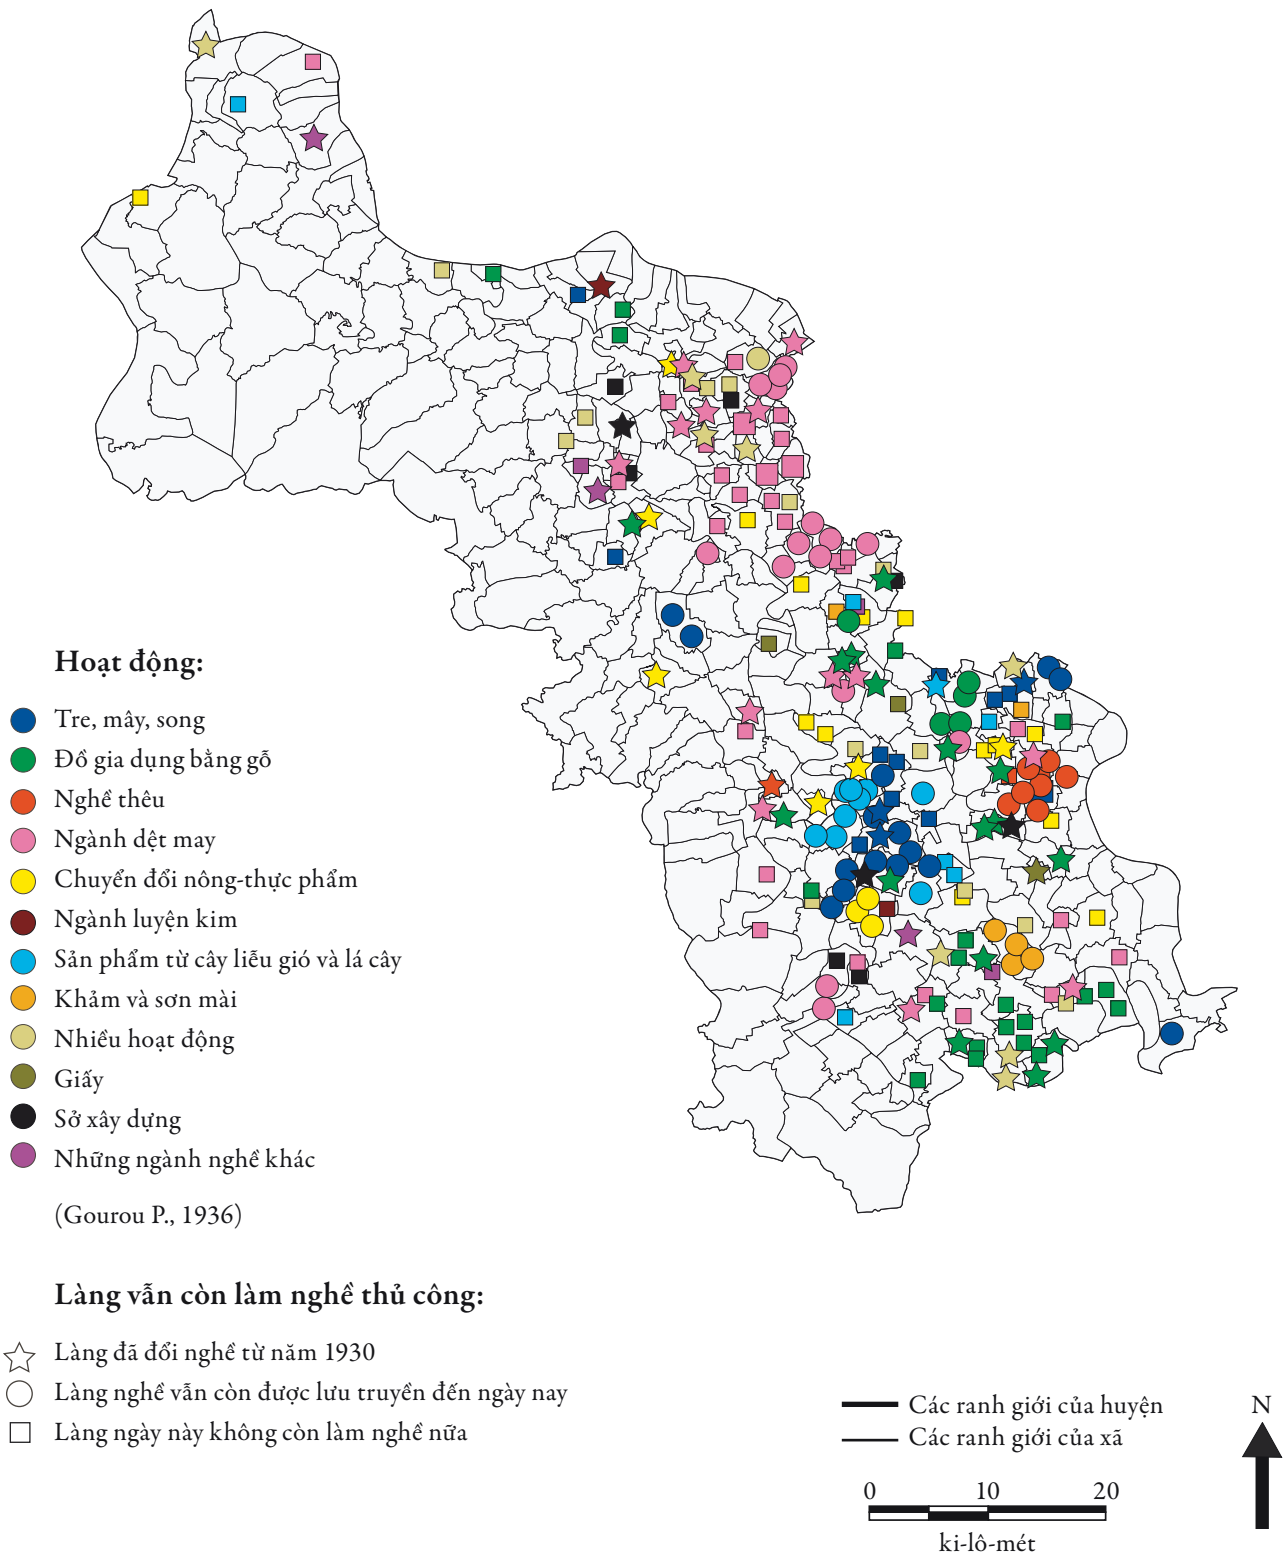 Hoạt động:
Tre, mây, song
Đồ gia dụng bằng gỗ
Nghề thêu
Ngành dệt may
Chuyển đổi nông-thực phẩm
Ngành luyện kim
Sản phẩm từ cây liễu gió và lá cây
Khảm và sơn mài
Nhiều hoạt động
Giấy
Sở xây dựng
Những ngành nghề khác
(Gourou P., 1936)
Làng vẫn còn làm nghề thủ công:
Làng đã đổi nghề từ năm 1930
Làng nghề vẫn còn được lưu truyền đến ngày nay
Làng ngày này không còn làm nghề nữa
Các ranh giới của huyện
Các ranh giới của xã
N
0 10 20
ki-lô-mét